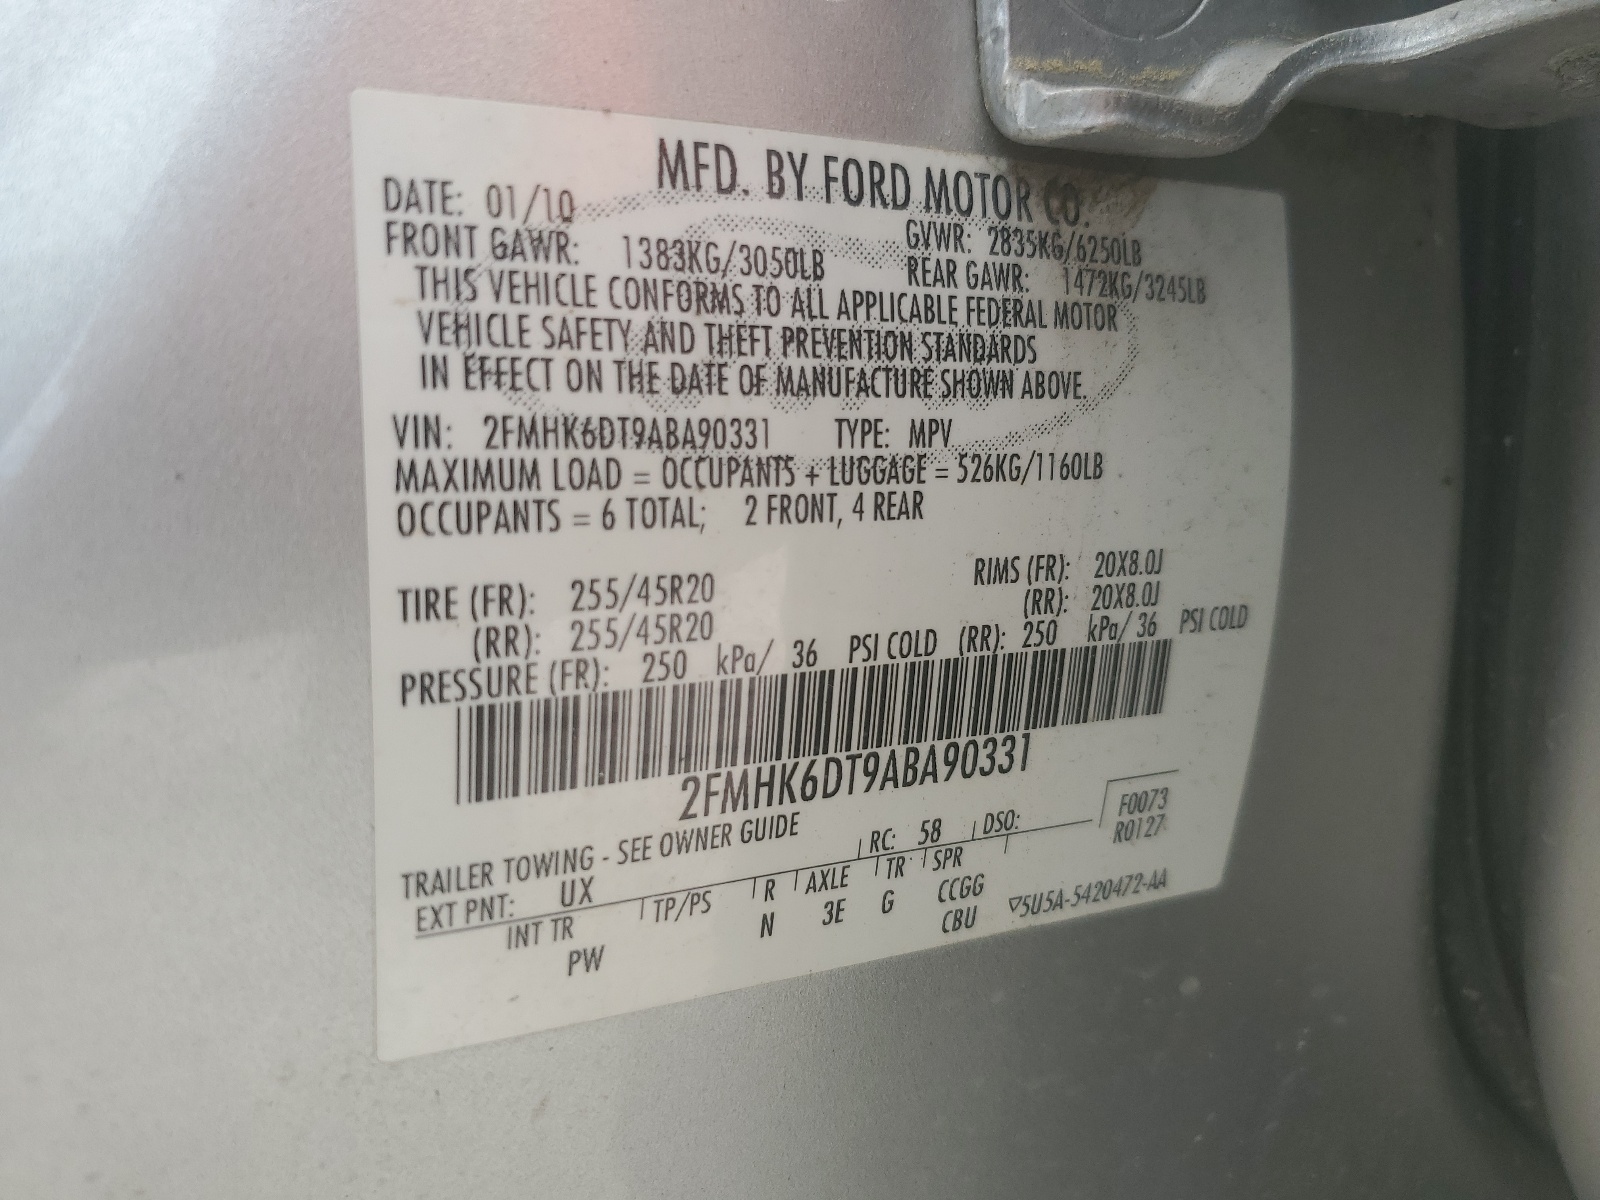 MFD. BY FORD MOTOR CO.
DATE: 01/10 GVWR: 2835KG/6250LB
FRONT GAWR: 1383KG/3050LB REAR GAWR: 1472KG/3245LB
THIS VEHICLE CONFORMS TO ALL APPLICABLE FEDERAL MOTOR
VEHICLE SAFETY AND THEFT PREVENTION STANDARDS
IN EFFECT ON THE DATE OF MANUFACTURE SHOWN ABOVE.
VIN: 2FMHK6DT9ABA90331 TYPE: MPV
MAXIMUM LOAD = OCCUPANTS + LUGGAGE = 526KG/1160LB
OCCUPANTS = 6 TOTAL; 2 FRONT, 4 REAR
TIRE (FR): 255/45R20 RIMS (FR): 20X8.0J
(RR): 255/45R20 (RR): 20X8.0J
PRESSURE (FR): 250 kPa/ 36 PSI COLD (RR): 250 kPa/ 36 PSI COLD
2FMHK6DT9ABA90331
TRAILER TOWING - SEE OWNER GUIDE F0073
EXT PNT: UX RC: 58 DSO: R0127
INT TR TP/PS R AXLE TR SPR
PW N 3E G CCGG
CBU ▽5U5A-5420472-AA